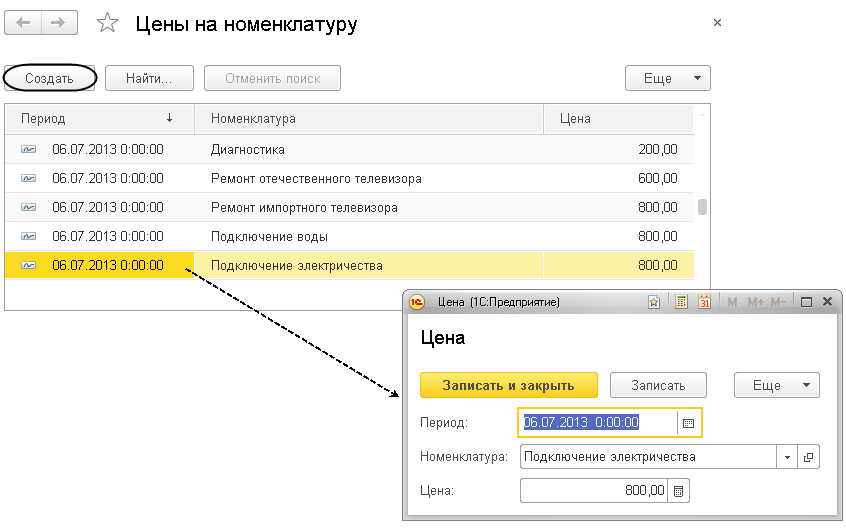 Цены на номенклатуру
Создать Найти... Отменить поиск Еще
Период Номенклатура Цена
06.07.2013 0:00:00 Диагностика 200,00
06.07.2013 0:00:00 Ремонт отечественного телевизора 600,00
06.07.2013 0:00:00 Ремонт импортного телевизора 800,00
06.07.2013 0:00:00 Подключение воды 800,00
06.07.2013 0:00:00 Подключение электричества 800,00
1С Цена (1С:Предприятие) 31 M M+ M−
Цена
Записать и закрыть Записать Еще
Период: 06.07.2013 0:00:00
Номенклатура: Подключение электричества
Цена: 800,00